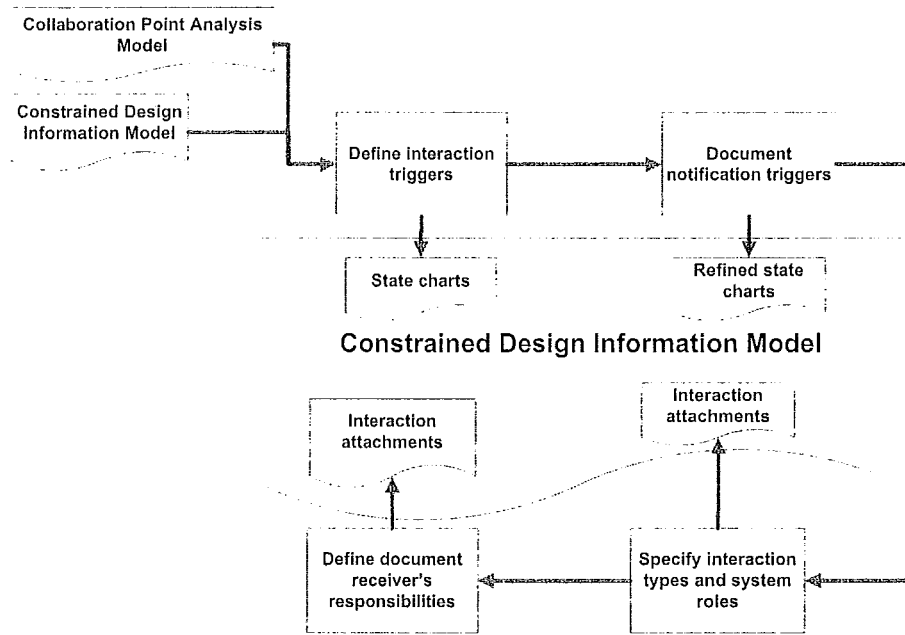 Collaboration Point Analysis
Model
Constrained Design
Information Model
Define interaction
triggers
Document
notification triggers
State charts
Refined state
charts
Constrained Design Information Model
Interaction
attachments
Interaction
attachments
Define document
receiver's
responsibilities
Specify interaction
types and system
roles